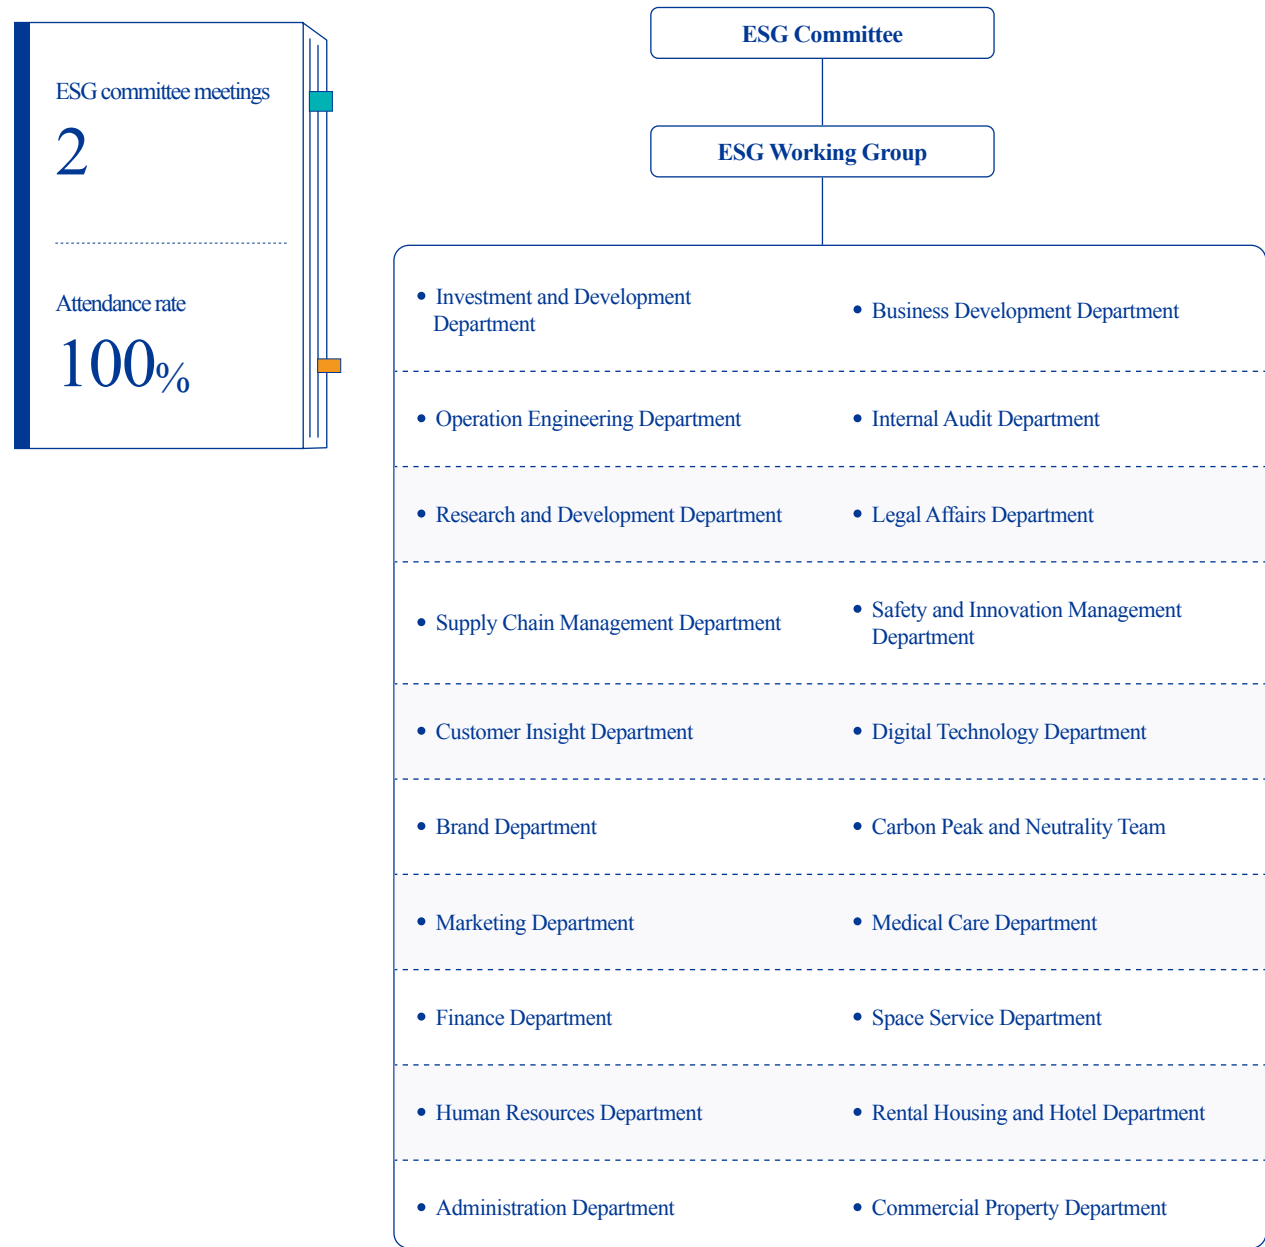 ESG committee meetings
2
Attendance rate
100%
ESG Committee
ESG Working Group
• Investment and Development
Department
• Business Development Department
• Operation Engineering Department
• Internal Audit Department
• Research and Development Department
• Legal Affairs Department
• Supply Chain Management Department
• Safety and Innovation Management
Department
• Customer Insight Department
• Digital Technology Department
• Brand Department
• Carbon Peak and Neutrality Team
• Marketing Department
• Medical Care Department
• Finance Department
• Space Service Department
• Human Resources Department
• Rental Housing and Hotel Department
• Administration Department
• Commercial Property Department